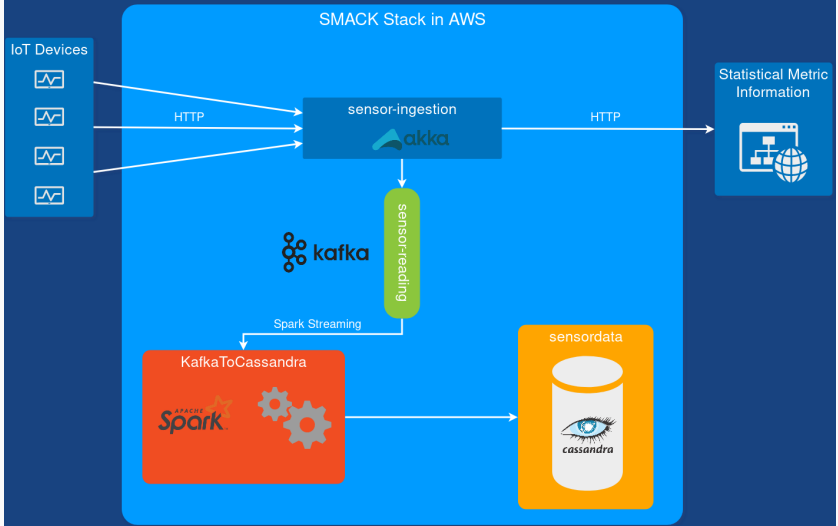 SMACK Stack in AWS
IoT Devices
HTTP
sensor-ingestion
akka
HTTP
Statistical Metric
Information
sensor-reading
kafka
Spark Streaming
KafkaToCassandra
APACHE
Spark
sensordata
cassandra